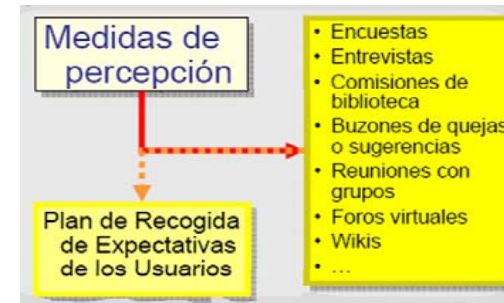 Medidas de
percepción
• Encuestas
• Entrevistas
• Comisiones de
biblioteca
• Buzones de quejas
o sugerencias
• Reuniones con
grupos
• Foros virtuales
• Wikis
• ...
Plan de Recogida
de Expectativas
de los Usuarios